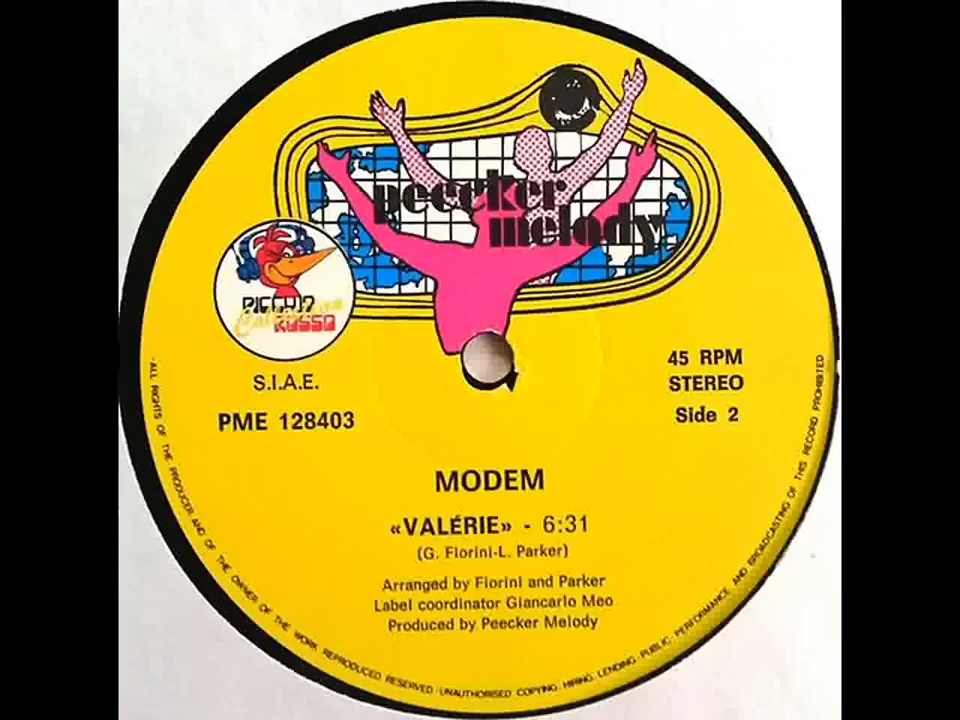 peecker
melody
PICCHIO
Collection
ROSSO
S.I.A.E.
PME 128403
45 RPM
STEREO
Side 2
MODEM
«VALÉRIE» - 6:31
(G. Fiorini-L. Parker)
Arranged by Fiorini and Parker
Label coordinator Giancarlo Meo
Produced by Peecker Melody
·ALL RIGHTS OF THE PRODUCER AND OF THE OWNER OF THE WORK REPRODUCED RESERVED·UNAUTHORISED COPYING·HIRING·LENDING·PUBLIC·PERFORMANCE AND BROADCASTING OF THIS RECORD PROHIBITED